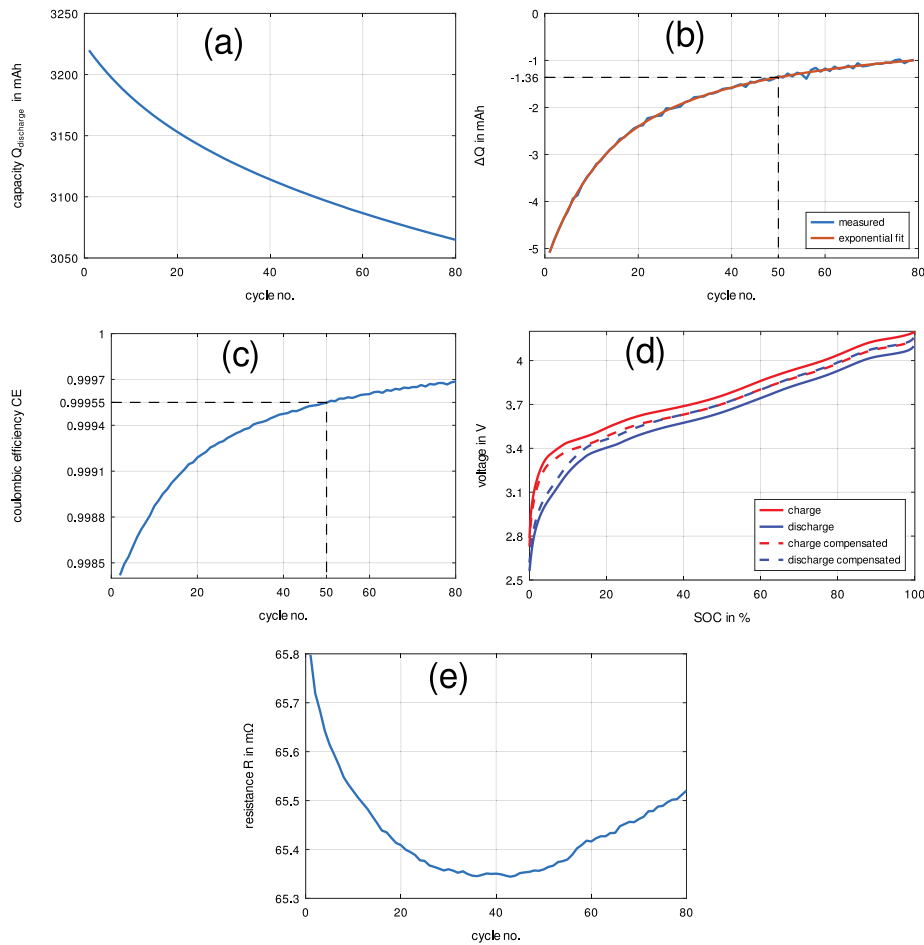 (a)
capacity Q_discharge in mAh
3250
3200
3150
3100
3050
0 20 40 60 80
cycle no.
(b)
ΔQ in mAh
0
-1
-1.36
-2
-3
-4
-5
measured
exponential fit
0 10 20 30 40 50 60 70 80
cycle no.
(c)
coulombic efficiency CE
1
0.9997
0.99955
0.9994
0.9991
0.9988
0.9985
0 20 40 60 80
cycle no.
(d)
voltage in V
4
3.7
3.4
3.1
2.8
2.5
charge
discharge
charge compensated
discharge compensated
0 20 40 60 80 100
SOC in %
(e)
resistance R in mΩ
65.8
65.7
65.6
65.5
65.4
65.3
0 20 40 60 80
cycle no.